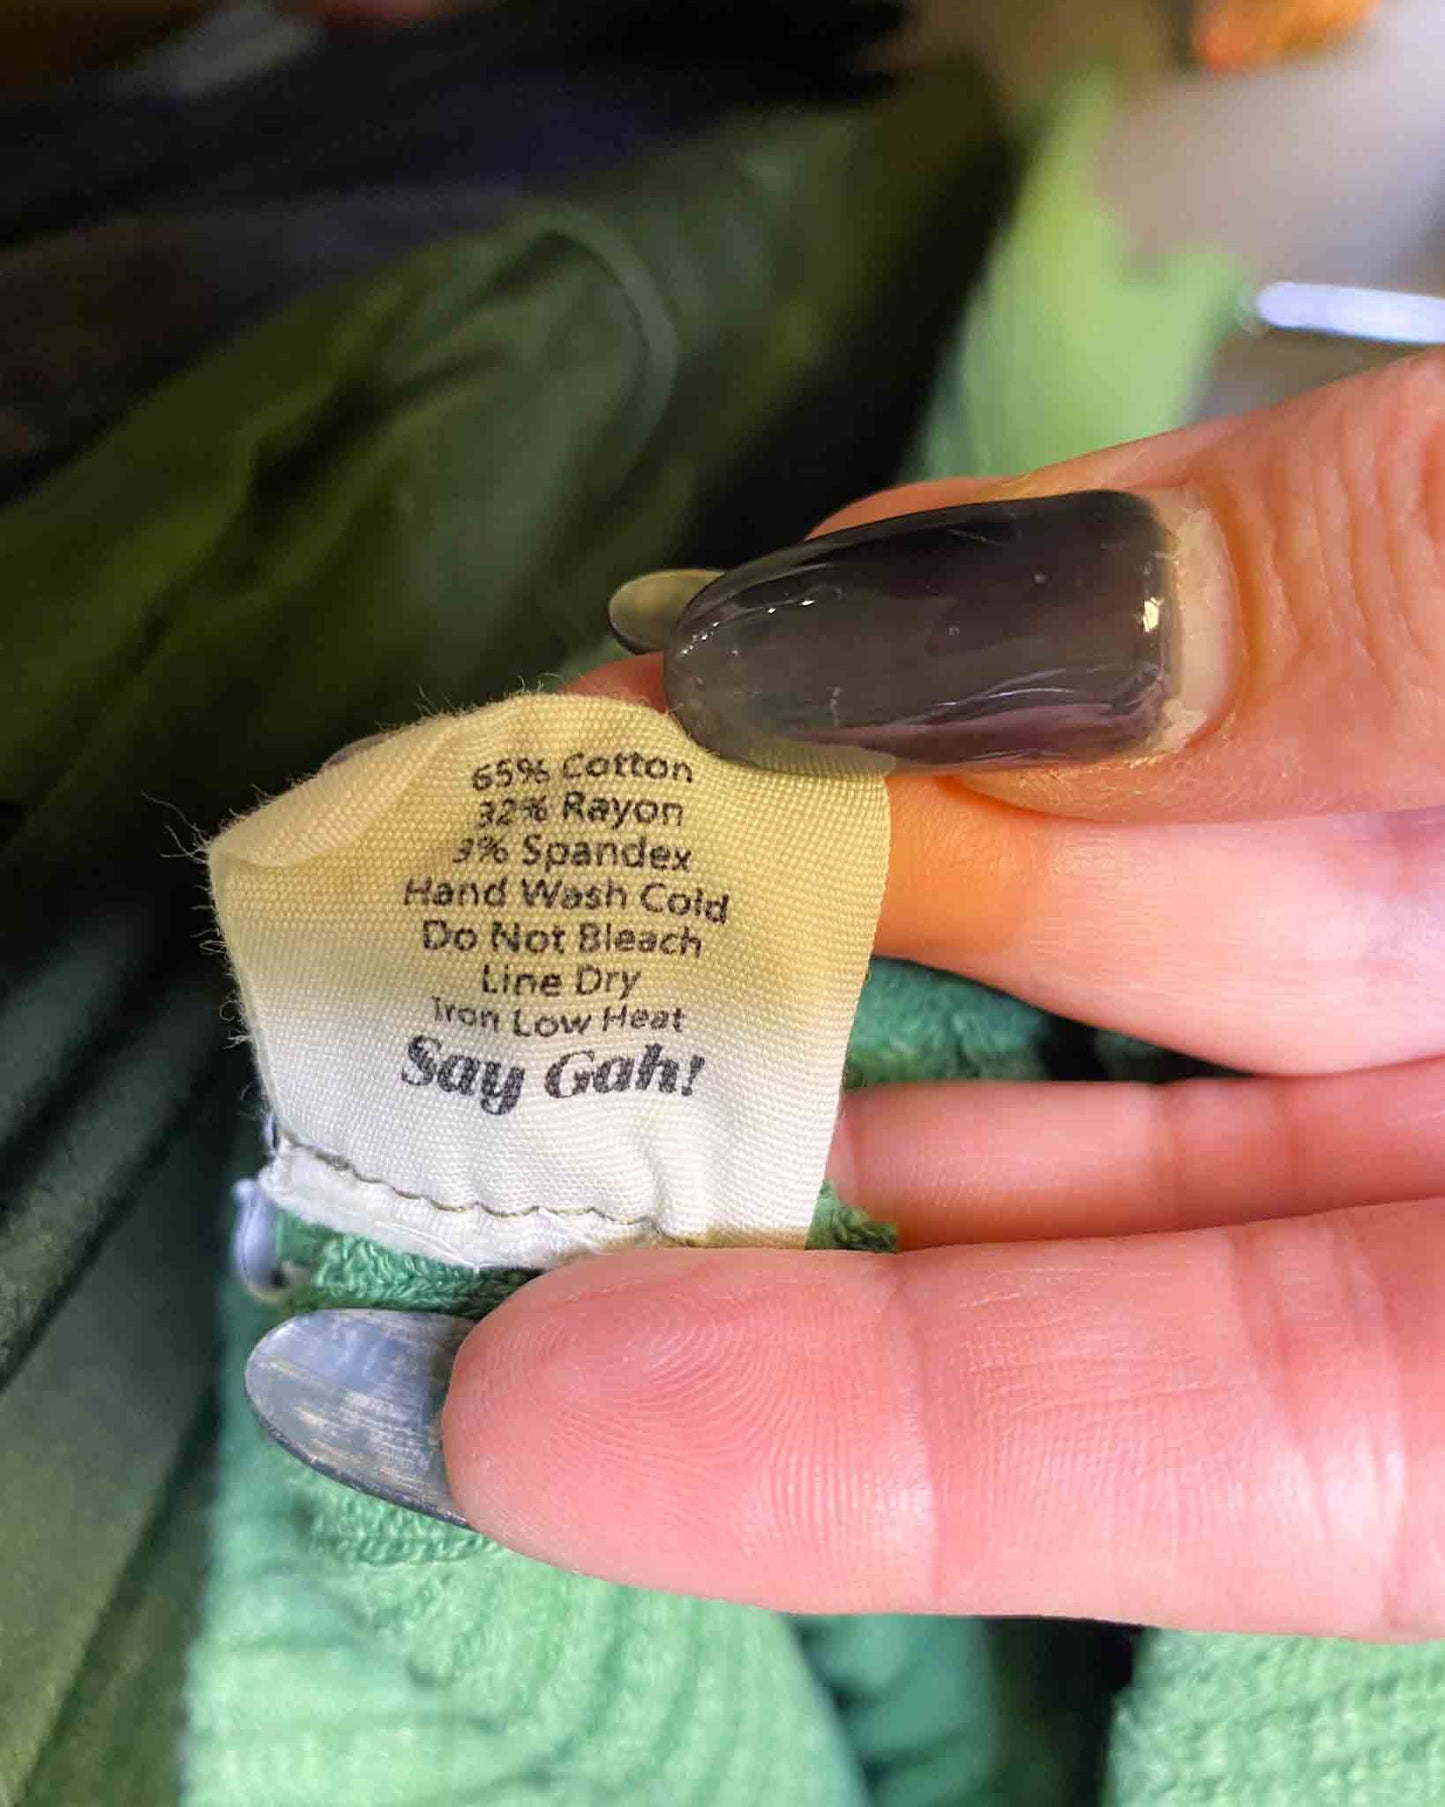 65% Cotton
32% Rayon
3% Spandex
Hand Wash Cold
Do Not Bleach
Line Dry
Iron Low Heat
Say Gah!